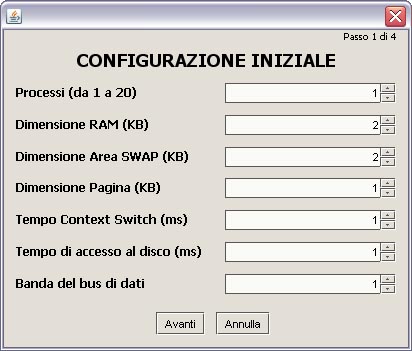 Passo 1 di 4
CONFIGURAZIONE INIZIALE
Processi (da 1 a 20) 1
Dimensione RAM (KB) 2
Dimensione Area SWAP (KB) 2
Dimensione Pagina (KB) 1
Tempo Context Switch (ms) 1
Tempo di accesso al disco (ms) 1
Banda del bus di dati 1
Avanti Annulla